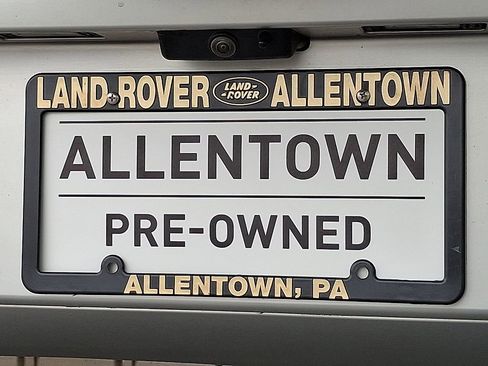 LAND ROVER LAND ROVER ALLENTOWN
ALLENTOWN
PRE-OWNED
ALLENTOWN, PA